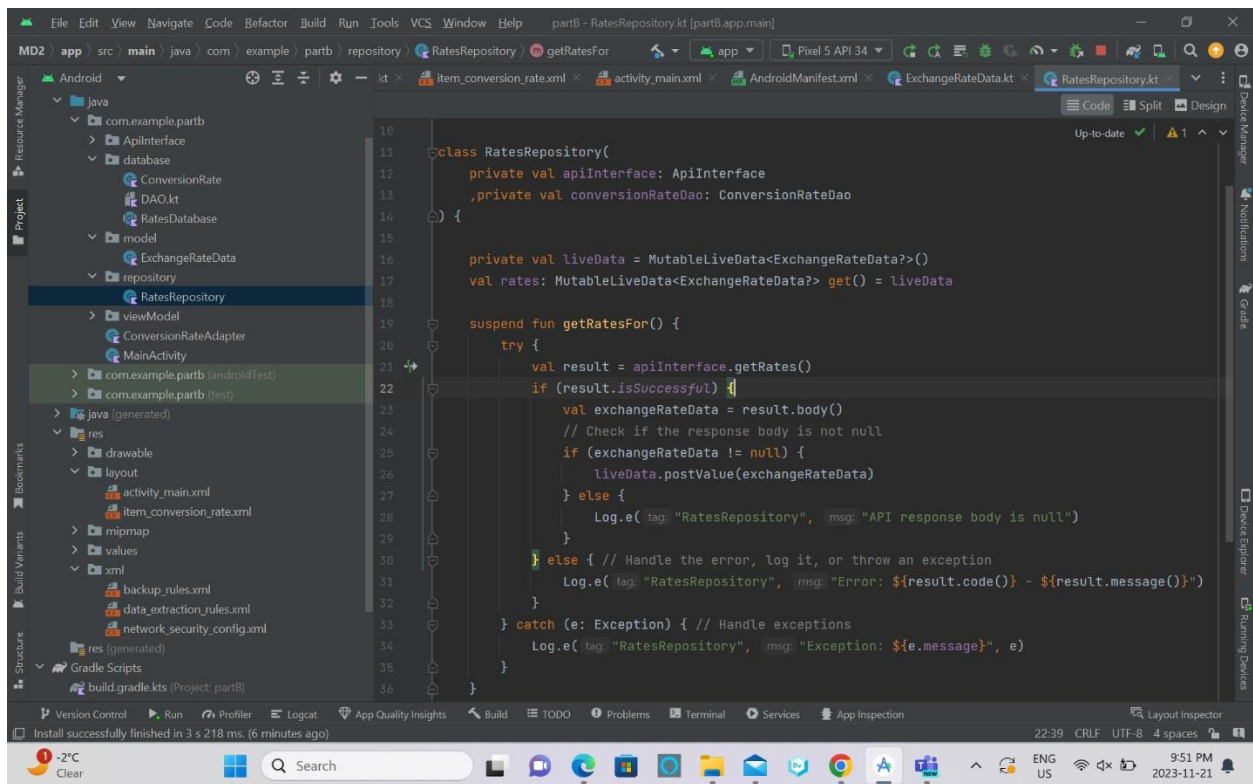 File Edit View Navigate Code Refactor Build Run Tools VCS Window Help partB - RatesRepository.kt [partB.app.main]
MD2 app src main java com example partb repository RatesRepository getRatesFor app Pixel 5 API 34
Android
kt item_conversion_rate.xml activity_main.xml AndroidManifest.xml ExchangeRateData.kt RatesRepository.kt
Code Split Design
Up-to-date 1
Resource Manager
Project
Bookmarks
Build Variants
Structure
java
com.example.partb
ApiInterface
database
ConversionRate
DAO.kt
RatesDatabase
model
ExchangeRateData
repository
RatesRepository
viewModel
ConversionRateAdapter
MainActivity
com.example.partb (androidTest)
com.example.partb (test)
java (generated)
res
drawable
layout
activity_main.xml
item_conversion_rate.xml
mipmap
values
xml
backup_rules.xml
data_extraction_rules.xml
network_security_config.xml
res (generated)
Gradle Scripts
build.gradle.kts (Project: partB)
10
11 class RatesRepository(
12 private val apiInterface: ApiInterface
13 ,private val conversionRateDao: ConversionRateDao
14 ) {
15
16 private val liveData = MutableLiveData<ExchangeRateData?>()
17 val rates: MutableLiveData<ExchangeRateData?> get() = liveData
18
19 suspend fun getRatesFor() {
20 try {
21 val result = apiInterface.getRates()
22 if (result.isSuccessful) {
23 val exchangeRateData = result.body()
24 // Check if the response body is not null
25 if (exchangeRateData != null) {
26 liveData.postValue(exchangeRateData)
27 } else {
28 Log.e( tag: "RatesRepository", msg: "API response body is null")
29 }
30 } else { // Handle the error, log it, or throw an exception
31 Log.e( tag: "RatesRepository", msg: "Error: ${result.code()} - ${result.message()}")
32 }
33 } catch (e: Exception) { // Handle exceptions
34 Log.e( tag: "RatesRepository", msg: "Exception: ${e.message}", e)
35 }
36 }
Device Manager
Notifications
Gradle
Device Explorer
Running Devices
Version Control Run Profiler Logcat App Quality Insights Build TODO Problems Terminal Services App Inspection Layout Inspector
Install successfully finished in 3 s 218 ms. (6 minutes ago) 22:39 CRLF UTF-8 4 spaces
1 -2°C
Clear
Search
ENG
US
9:51 PM
2023-11-21